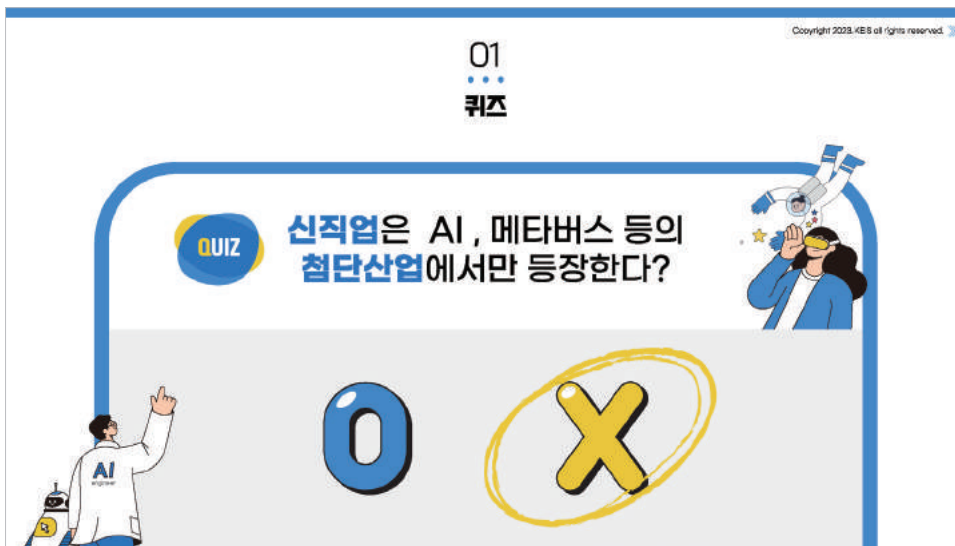 Copyright 2023. KEIS all rights reserved.
01
퀴즈
QUIZ
신직업은 AI, 메타버스 등의
첨단산업에서만 등장한다?
O X
AI
engineer